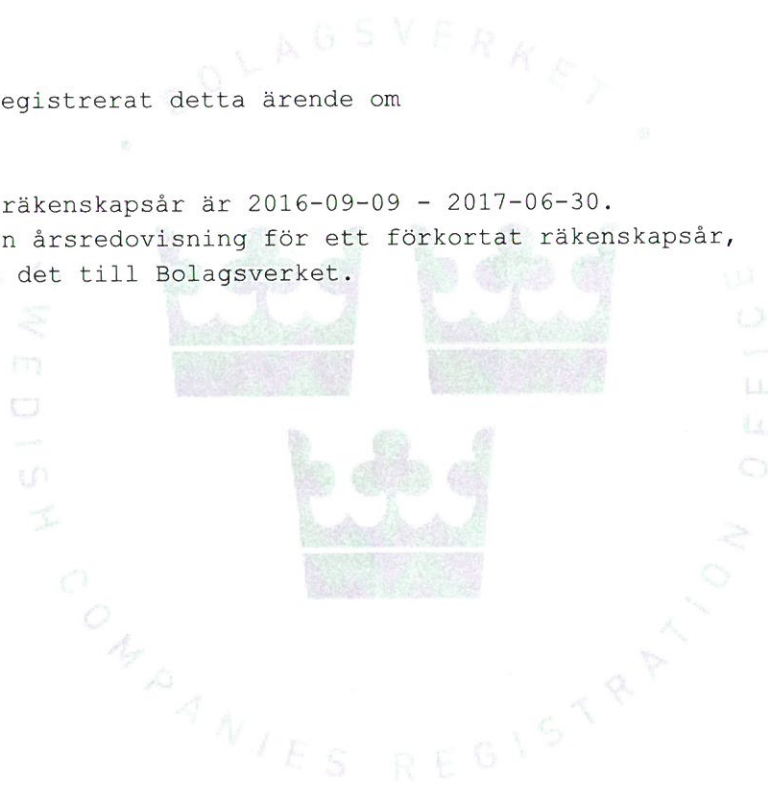 BOLAGSVERKET
egistrerat detta ärende om
räkenskapsår är 2016-09-09 - 2017-06-30.
n årsredovisning för ett förkortat räkenskapsår,
det till Bolagsverket.
WEDISH COMPANIES REGISTRATION OFFICE